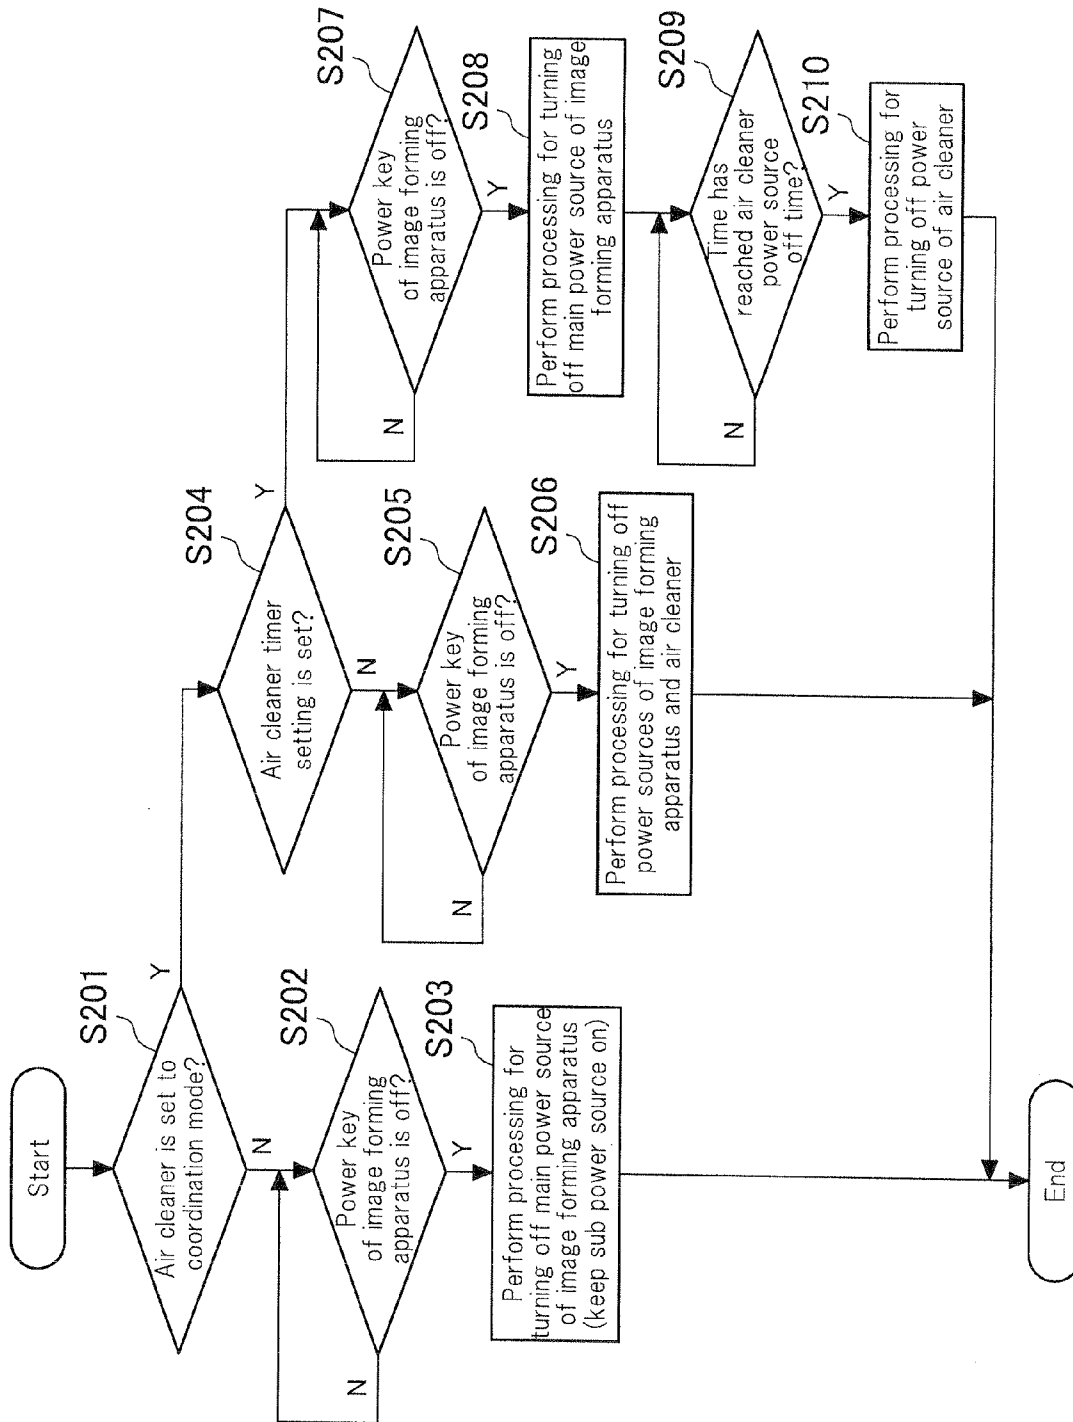 Start
S201
Air cleaner is set to
coordination mode?
Y
N
S202
Power key
of image forming
apparatus is off?
N
Y
S203
Perform processing for
turning off main power source
of image forming apparatus
(keep sub power source on)
S204
Air cleaner timer
setting is set?
Y
N
S205
Power key
of image forming
apparatus is off?
N
Y
S206
Perform processing for turning off
power sources of image forming
apparatus and air cleaner
S207
Power key
of image forming
apparatus is off?
N
Y
S208
Perform processing for turning
off main power source of image
forming apparatus
S209
Time has
reached air cleaner
power source
off time?
N
Y
S210
Perform processing for
turning off power
source of air cleaner
End